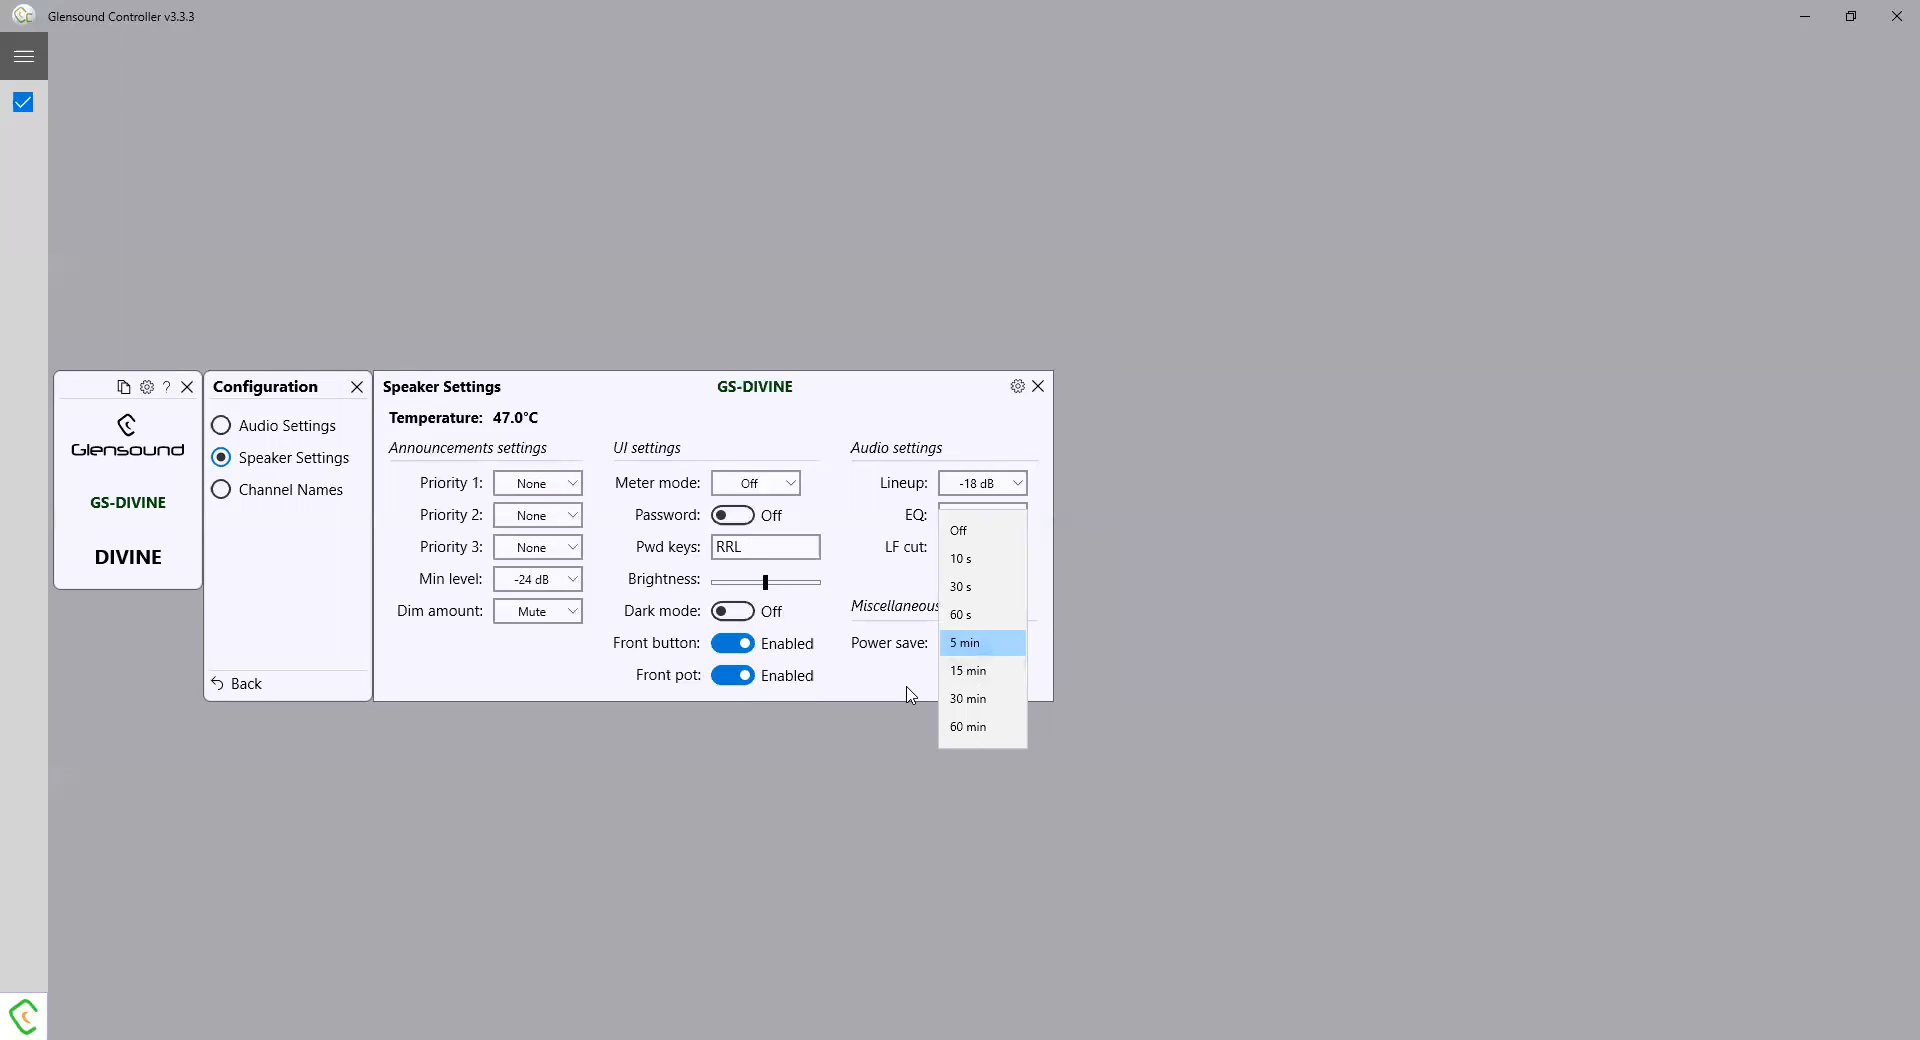 Glensound Controller v3.3.3
Glensound
GS-DIVINE
DIVINE
Configuration
Audio Settings
Speaker Settings
Channel Names
Back
Speaker Settings
GS-DIVINE
Temperature: 47.0°C
Announcements settings
Priority 1: None
Priority 2: None
Priority 3: None
Min level: -24 dB
Dim amount: Mute
UI settings
Meter mode: Off
Password: Off
Pwd keys: RRL
Brightness:
Dark mode: Off
Front button: Enabled
Front pot: Enabled
Audio settings
Lineup: -18 dB
EQ:
LF cut:
Miscellaneous
Power save:
Off
10 s
30 s
60 s
5 min
15 min
30 min
60 min